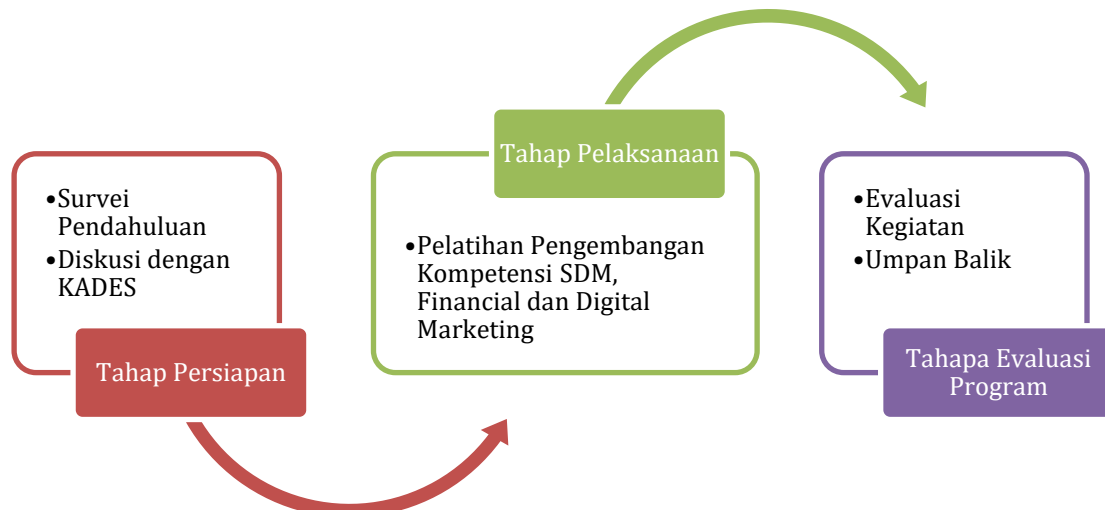 •Survei
Pendahuluan
•Diskusi dengan
KADES
Tahap Persiapan
Tahap Pelaksanaan
•Pelatihan Pengembangan
Kompetensi SDM,
Financial dan Digital
Marketing
•Evaluasi
Kegiatan
•Umpan Balik
Tahapa Evaluasi
Program